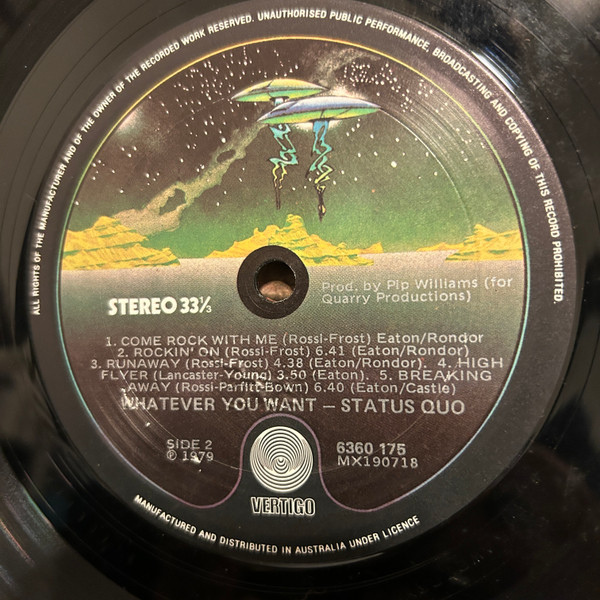 ALL RIGHTS OF THE MANUFACTURER AND OF THE OWNER OF THE RECORDED WORK RESERVED. UNAUTHORISED PUBLIC PERFORMANCE, BROADCASTING AND COPYING OF THIS RECORD PROHIBITED.
STEREO 33⅓
Prod. by Pip Williams (for
Quarry Productions)
1. COME ROCK WITH ME (Rossi-Frost) Eaton/Rondor
2. ROCKIN' ON (Rossi-Frost) 6.41 (Eaton/Rondor)
3. RUNAWAY (Rossi-Frost) 4.38 (Eaton/Rondor). 4. HIGH
FLYER (Lancaster-Young) 3.50 (Eaton). 5. BREAKING
AWAY (Rossi-Parfitt-Bown) 6.40 (Eaton/Castle)
WHATEVER YOU WANT – STATUS QUO
SIDE 2
℗ 1979
6360 175
MX190718
VERTIGO
MANUFACTURED AND DISTRIBUTED IN AUSTRALIA UNDER LICENCE